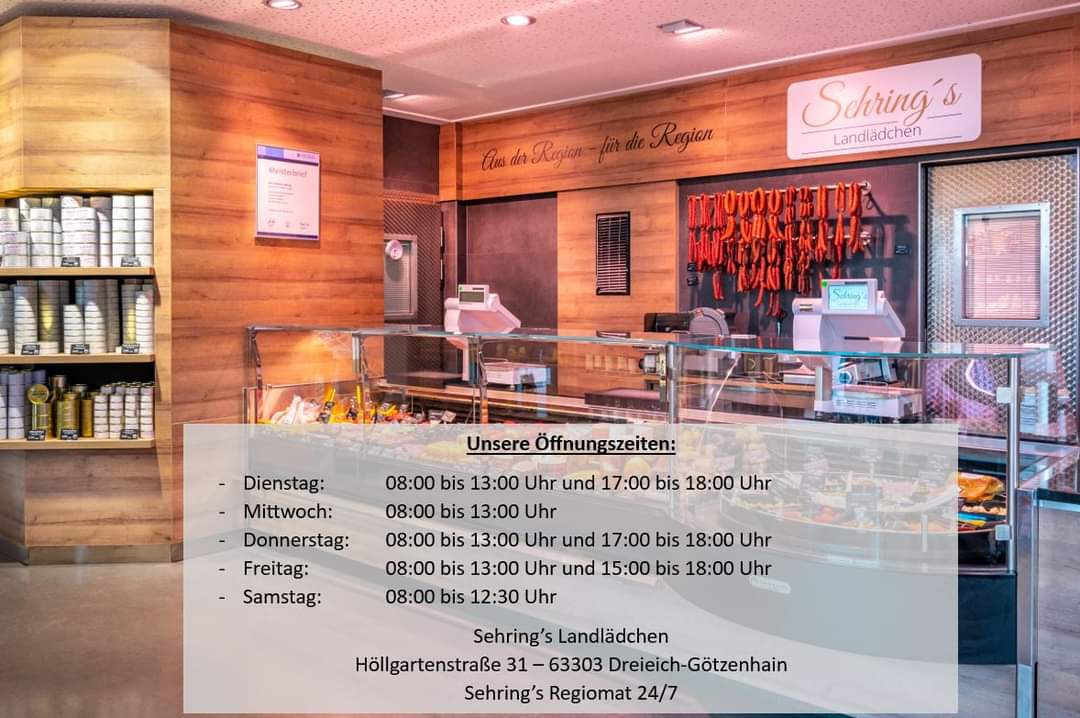 Sehring´s
Landlädchen
Aus der Region – für die Region
Meisterbrief
Sehring´s
Unsere Öffnungszeiten:
- Dienstag: 08:00 bis 13:00 Uhr und 17:00 bis 18:00 Uhr
- Mittwoch: 08:00 bis 13:00 Uhr
- Donnerstag: 08:00 bis 13:00 Uhr und 17:00 bis 18:00 Uhr
- Freitag: 08:00 bis 13:00 Uhr und 15:00 bis 18:00 Uhr
- Samstag: 08:00 bis 12:30 Uhr
Sehring’s Landlädchen
Höllgartenstraße 31 – 63303 Dreieich-Götzenhain
Sehring’s Regiomat 24/7